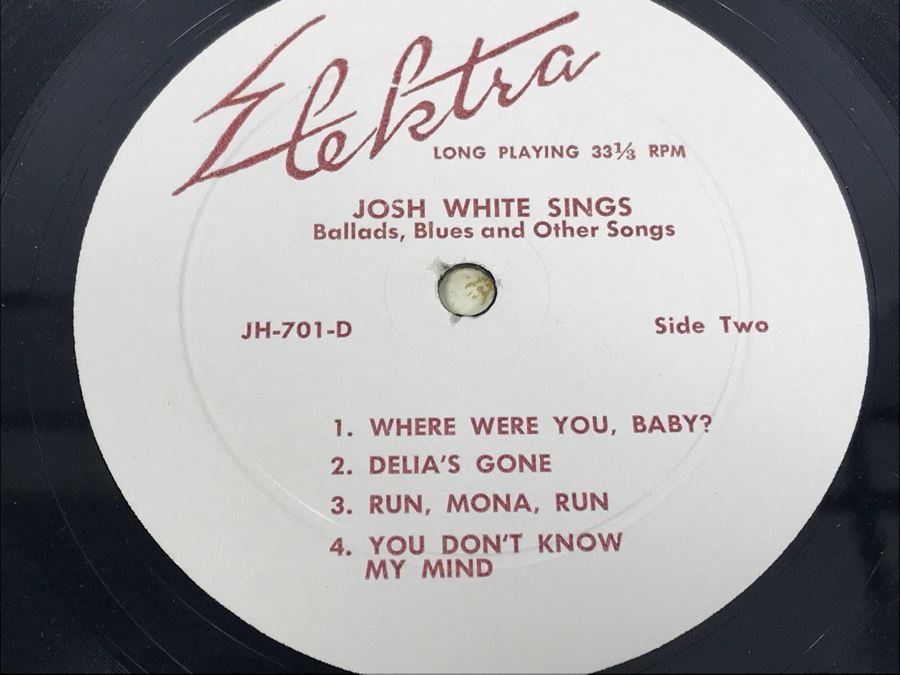 Elektra
LONG PLAYING 33⅓ RPM
JOSH WHITE SINGS
Ballads, Blues and Other Songs
JH-701-D
Side Two
1. WHERE WERE YOU, BABY?
2. DELIA'S GONE
3. RUN, MONA, RUN
4. YOU DON'T KNOW
MY MIND